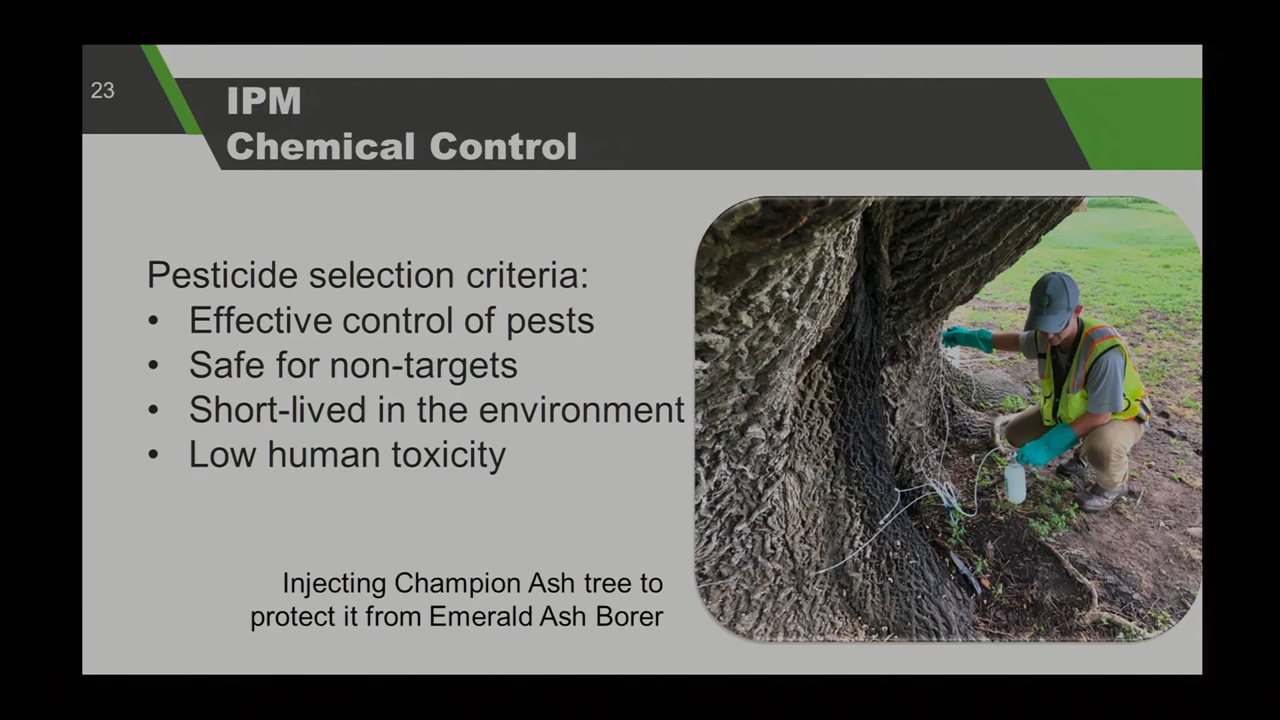 23
IPM
Chemical Control
Pesticide selection criteria:
• Effective control of pests
• Safe for non-targets
• Short-lived in the environment
• Low human toxicity
Injecting Champion Ash tree to
protect it from Emerald Ash Borer